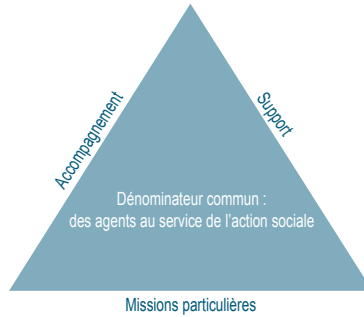 Accompagnement
Support
Dénominateur commun :
des agents au service de l'action sociale
Missions particulières